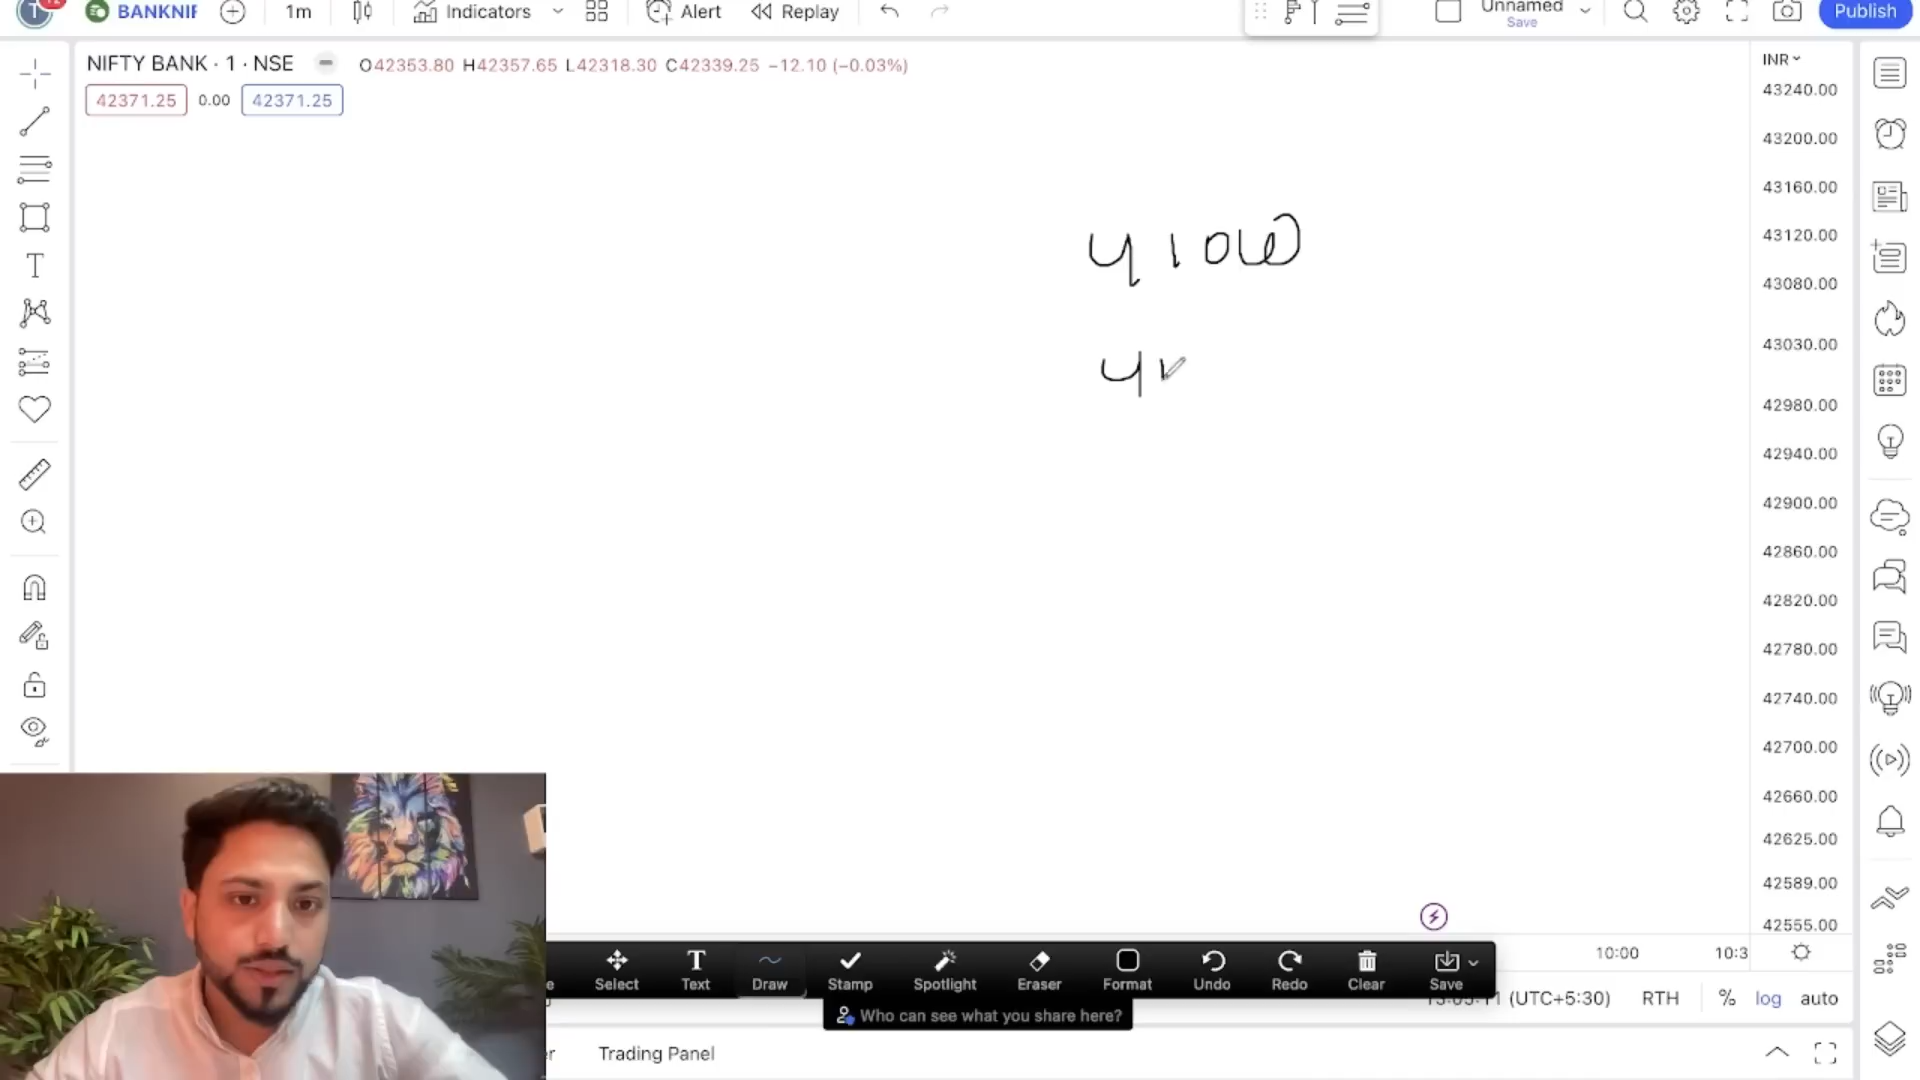 BANKNIF
1m
Indicators
Alert
Replay
Unnamed
Save
Publish
NIFTY BANK · 1 · NSE
O42353.80 H42357.65 L42318.30 C42339.25 −12.10 (−0.03%)
42371.25 0.00 42371.25
INR
43240.00
43200.00
43160.00
43120.00
43080.00
43030.00
42980.00
42940.00
42900.00
42860.00
42820.00
42780.00
42740.00
42700.00
42660.00
42625.00
42589.00
42555.00
41000
41
10:00 10:3
Select
Text
Draw
Stamp
Spotlight
Eraser
Format
Undo
Redo
Clear
Save
Who can see what you share here?
(UTC+5:30) RTH % log auto
Trading Panel